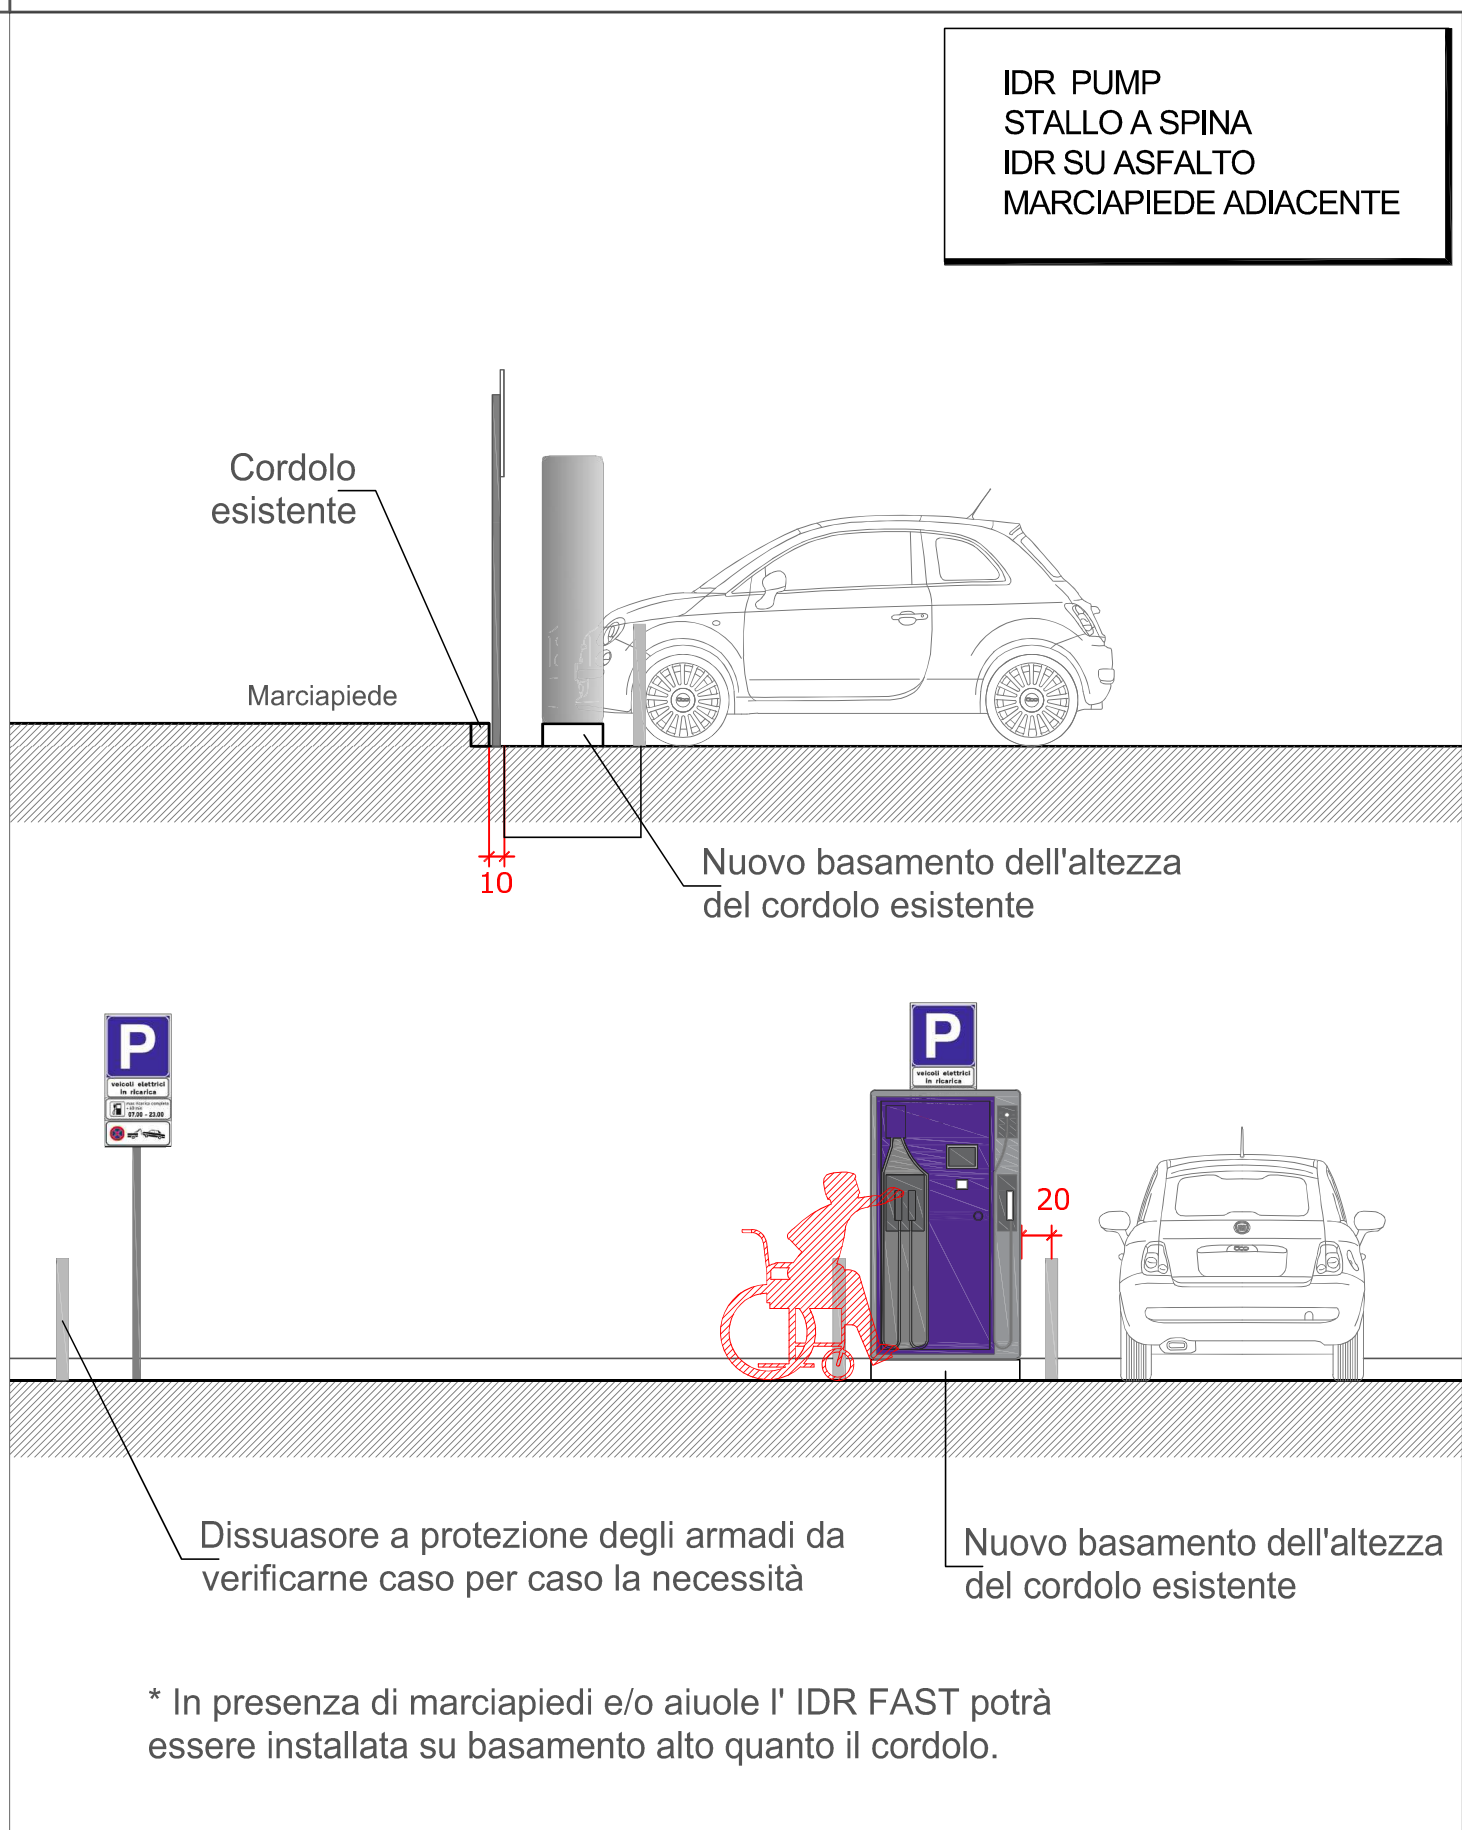 IDR PUMP
STALLO A SPINA
IDR SU ASFALTO
MARCIAPIEDE ADIACENTE
Cordolo
esistente
Marciapiede
10
Nuovo basamento dell'altezza
del cordolo esistente
P
veicoli elettrici
in ricarica
max ricarica completa
07.00 - 23.00
P
veicoli elettrici
in ricarica
20
Dissuasore a protezione degli armadi da
verificarne caso per caso la necessità
Nuovo basamento dell'altezza
del cordolo esistente
* In presenza di marciapiedi e/o aiuole l' IDR FAST potrà
essere installata su basamento alto quanto il cordolo.